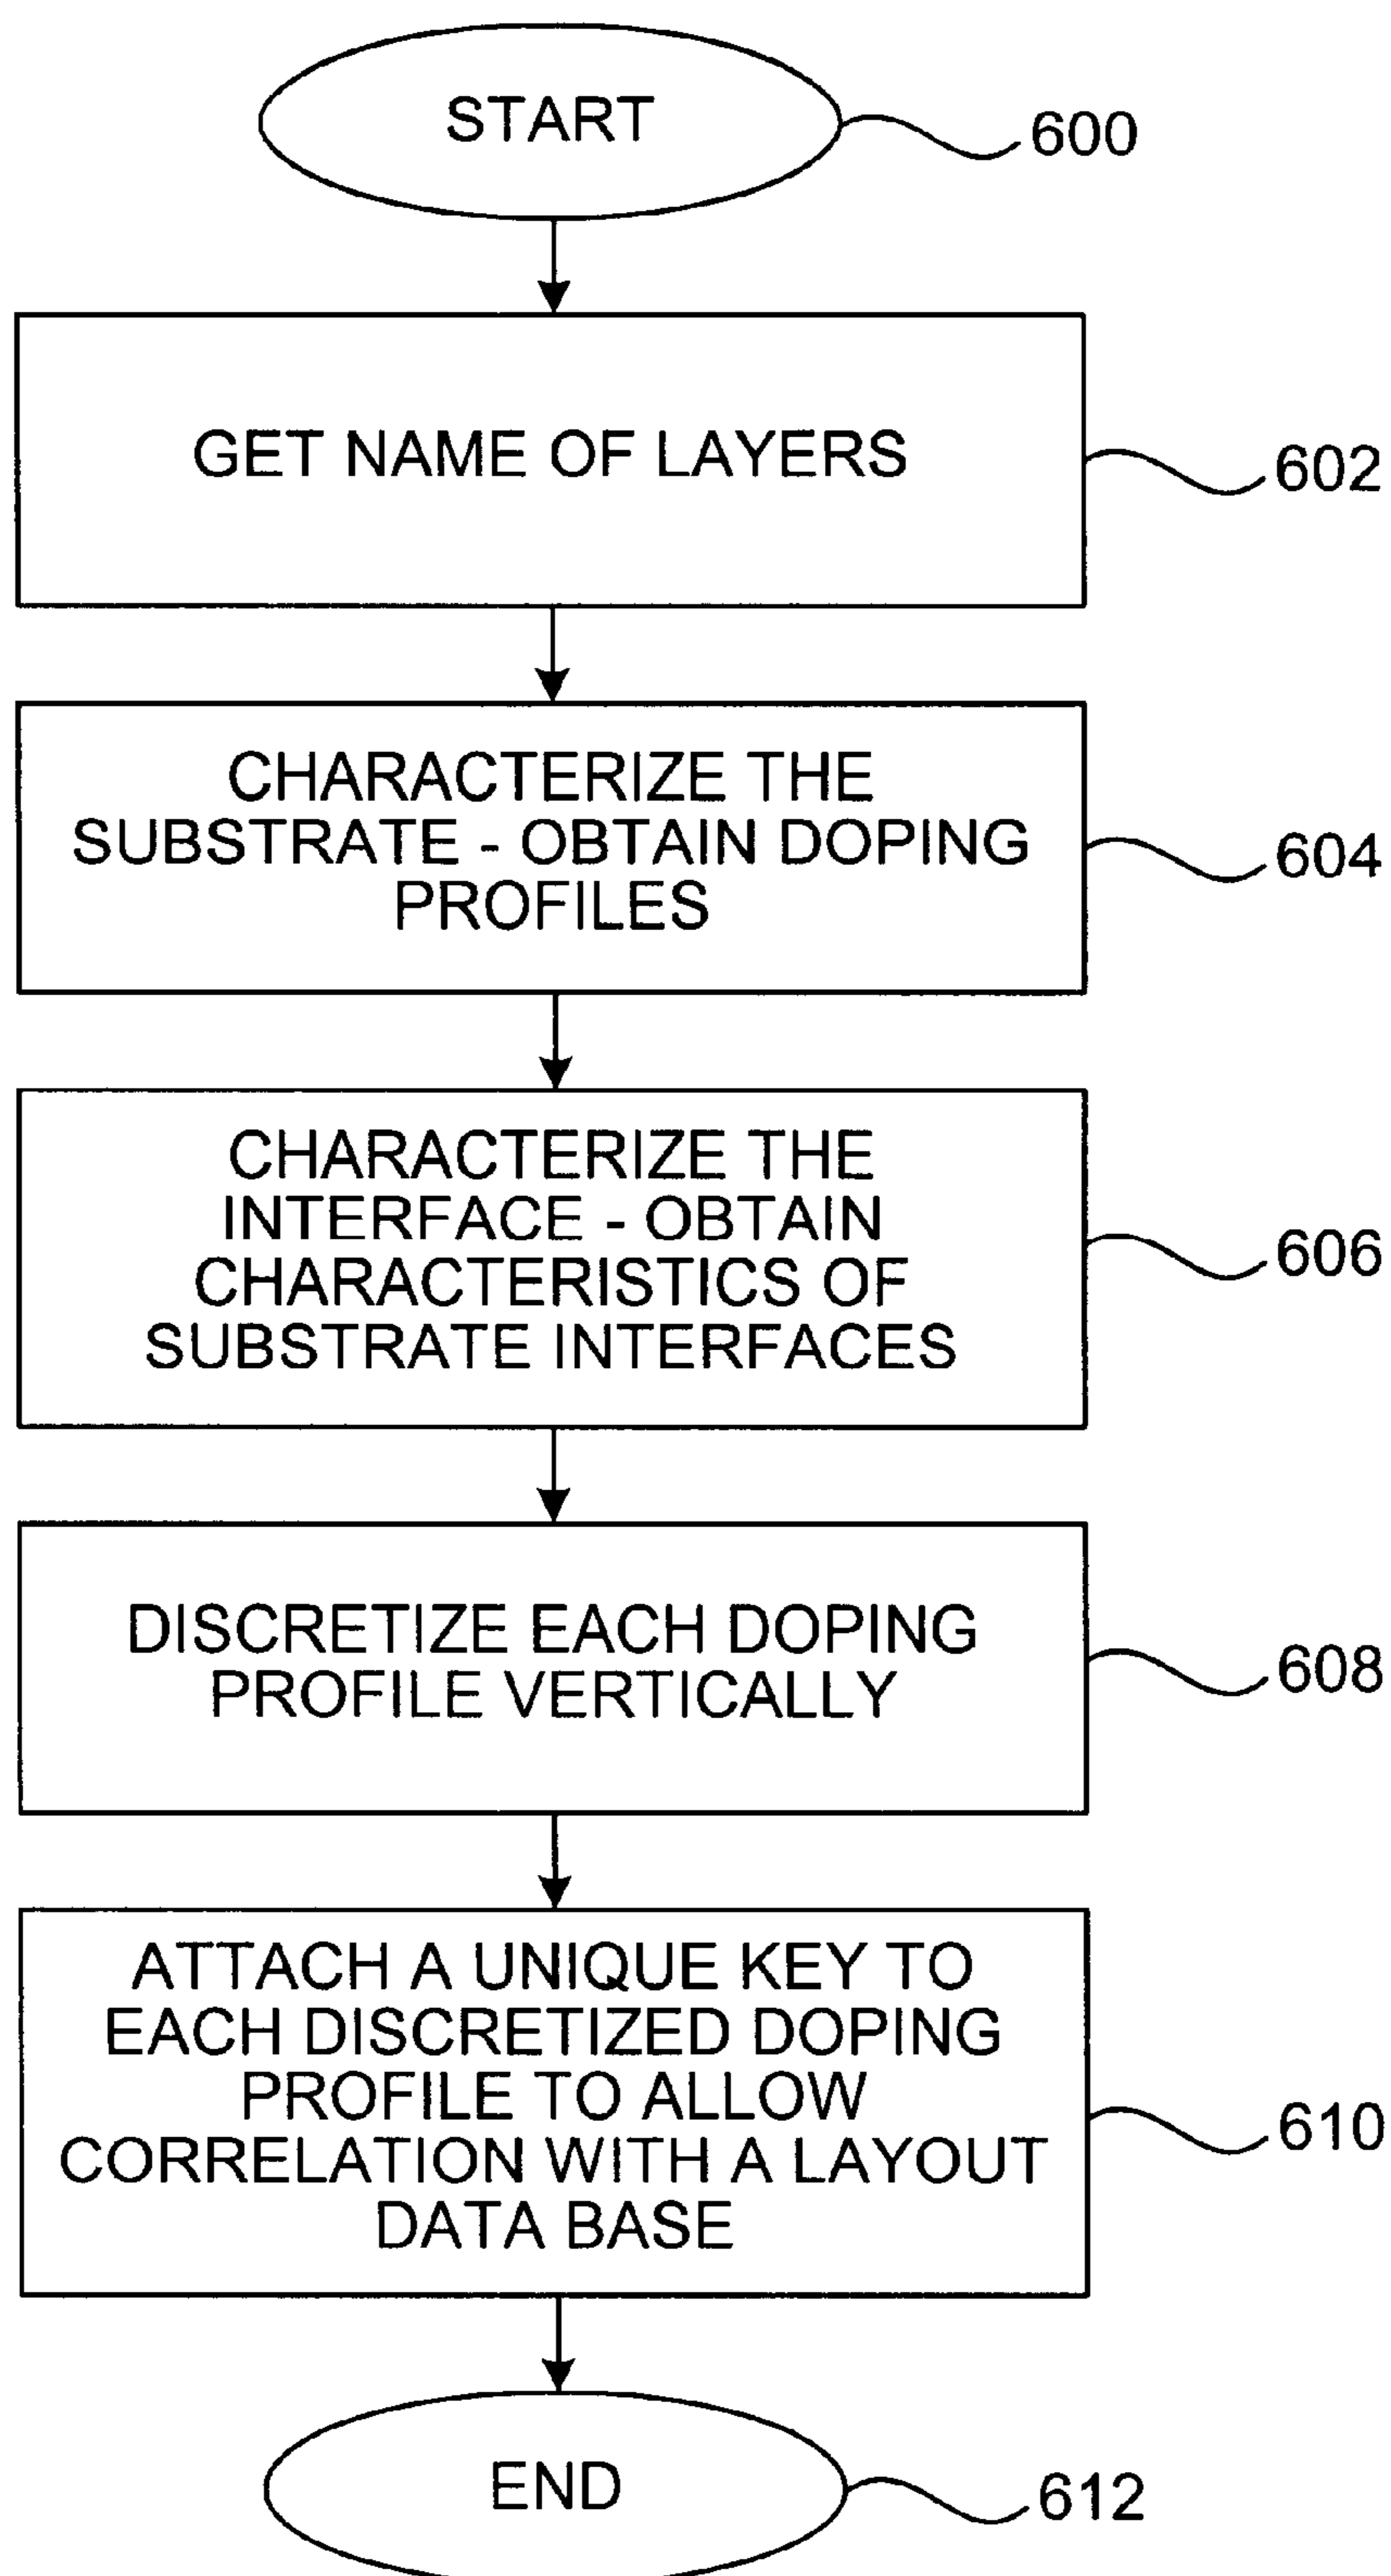 START
600
GET NAME OF LAYERS
602
CHARACTERIZE THE
SUBSTRATE - OBTAIN DOPING
PROFILES
604
CHARACTERIZE THE
INTERFACE - OBTAIN
CHARACTERISTICS OF
SUBSTRATE INTERFACES
606
DISCRETIZE EACH DOPING
PROFILE VERTICALLY
608
ATTACH A UNIQUE KEY TO
EACH DISCRETIZED DOPING
PROFILE TO ALLOW
CORRELATION WITH A LAYOUT
DATA BASE
610
END
612